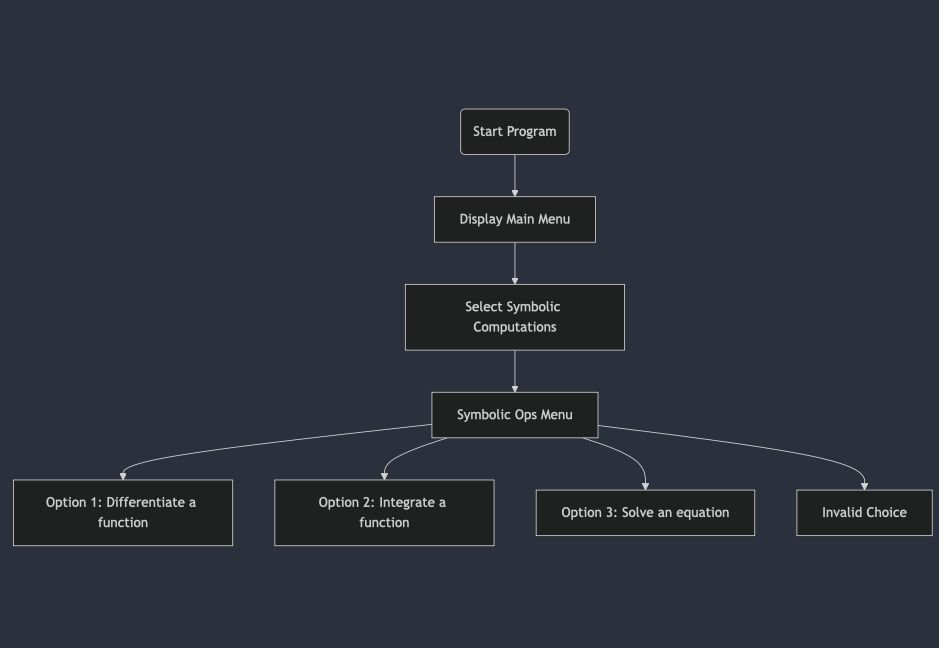 Start Program
Display Main Menu
Select Symbolic
Computations
Symbolic Ops Menu
Option 1: Differentiate a
function
Option 2: Integrate a
function
Option 3: Solve an equation
Invalid Choice